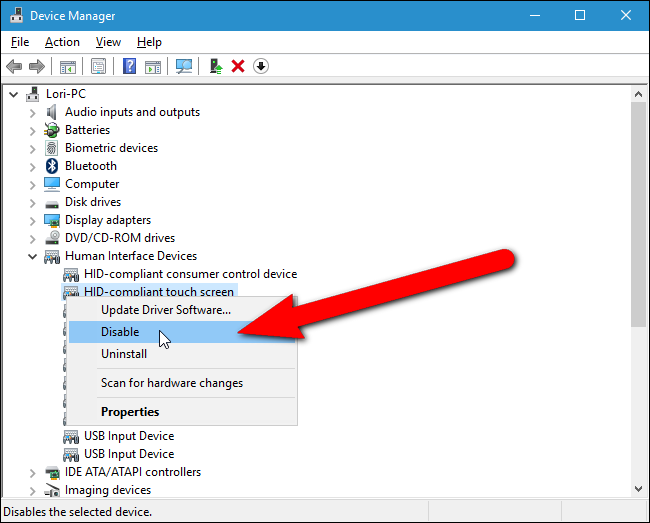 Device Manager
File Action View Help
Lori-PC
Audio inputs and outputs
Batteries
Biometric devices
Bluetooth
Computer
Disk drives
Display adapters
DVD/CD-ROM drives
Human Interface Devices
HID-compliant consumer control device
HID-compliant touch screen
Update Driver Software...
Disable
Uninstall
Scan for hardware changes
Properties
USB Input Device
USB Input Device
IDE ATA/ATAPI controllers
Imaging devices
Disables the selected device.